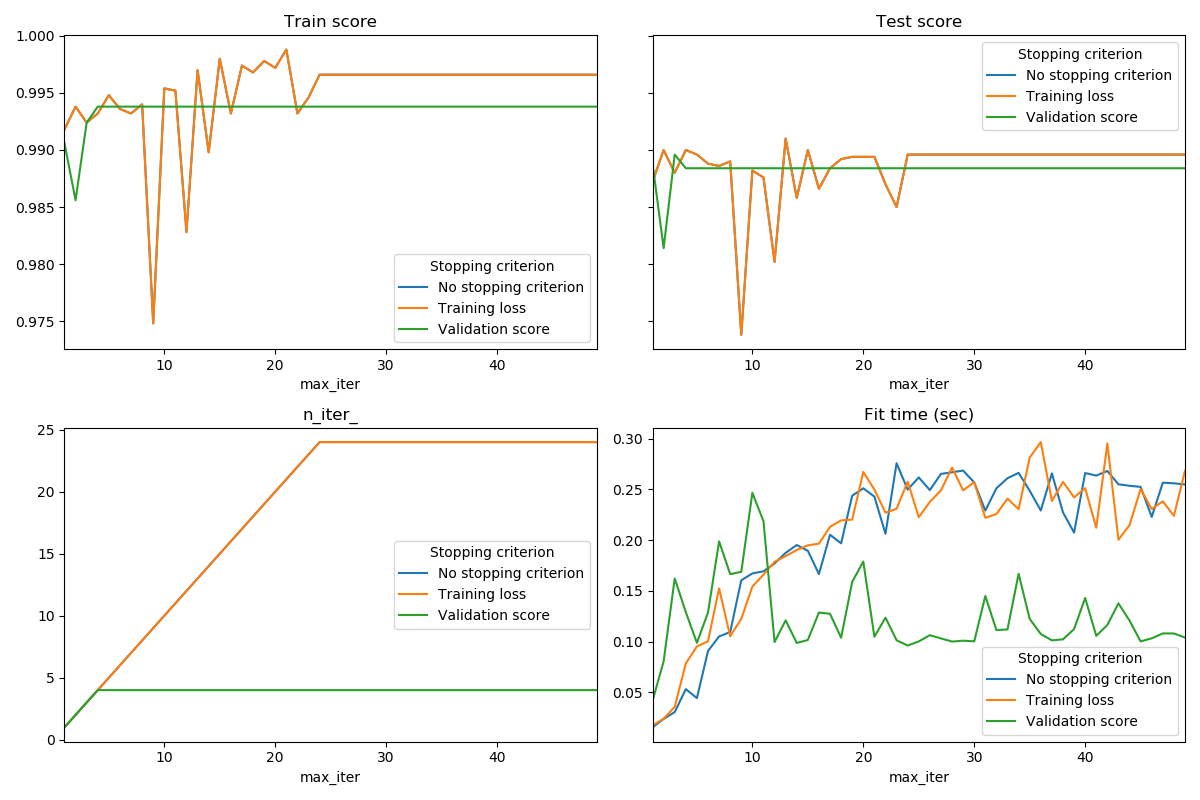 Train score
1.000
0.995
0.990
0.985
0.980
0.975
10 20 30 40
max_iter
Stopping criterion
No stopping criterion
Training loss
Validation score
Test score
10 20 30 40
max_iter
Stopping criterion
No stopping criterion
Training loss
Validation score
n_iter_
25
20
15
10
5
0
10 20 30 40
max_iter
Stopping criterion
No stopping criterion
Training loss
Validation score
Fit time (sec)
0.30
0.25
0.20
0.15
0.10
0.05
10 20 30 40
max_iter
Stopping criterion
No stopping criterion
Training loss
Validation score